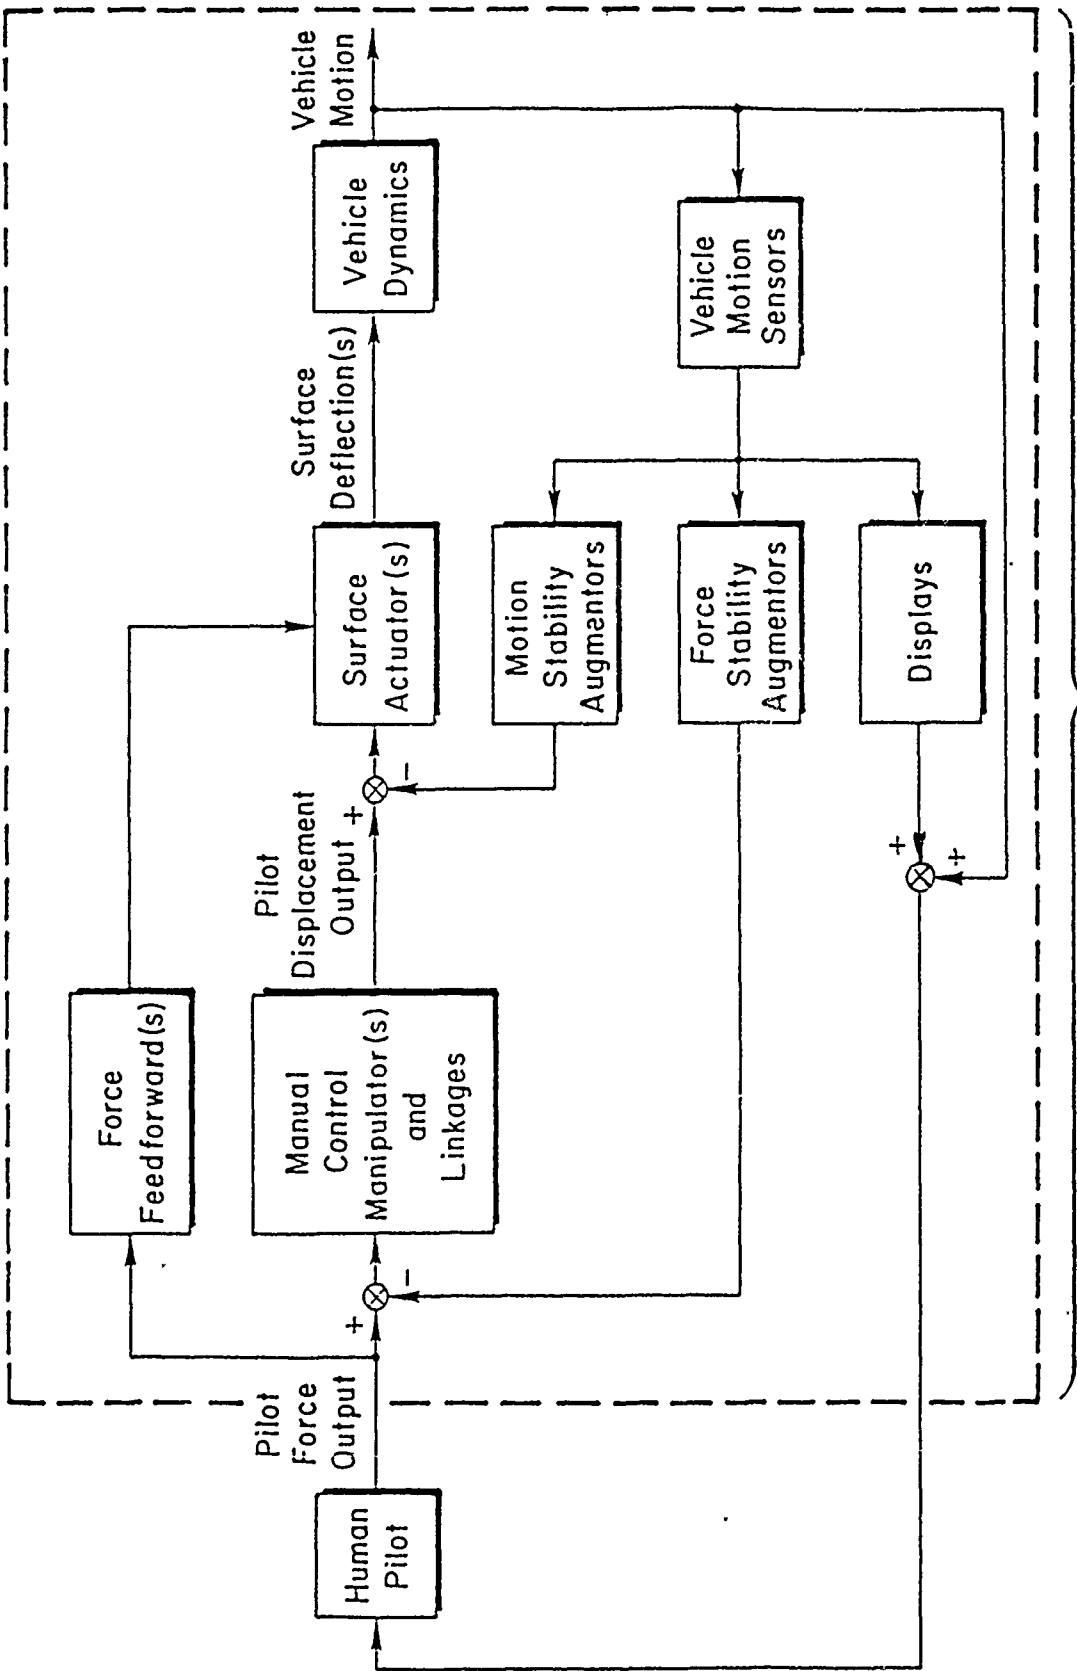 Human
Pilot
Pilot
Force
Output
+
−
Force
Feedforward(s)
Manual
Control
Manipulator(s)
and
Linkages
Pilot
Displacement
Output
+
−
Surface
Actuator(s)
Surface
Deflection(s)
Vehicle
Dynamics
Vehicle
Motion
Motion
Stability
Augmentors
Force
Stability
Augmentors
Vehicle
Motion
Sensors
Displays
+
+